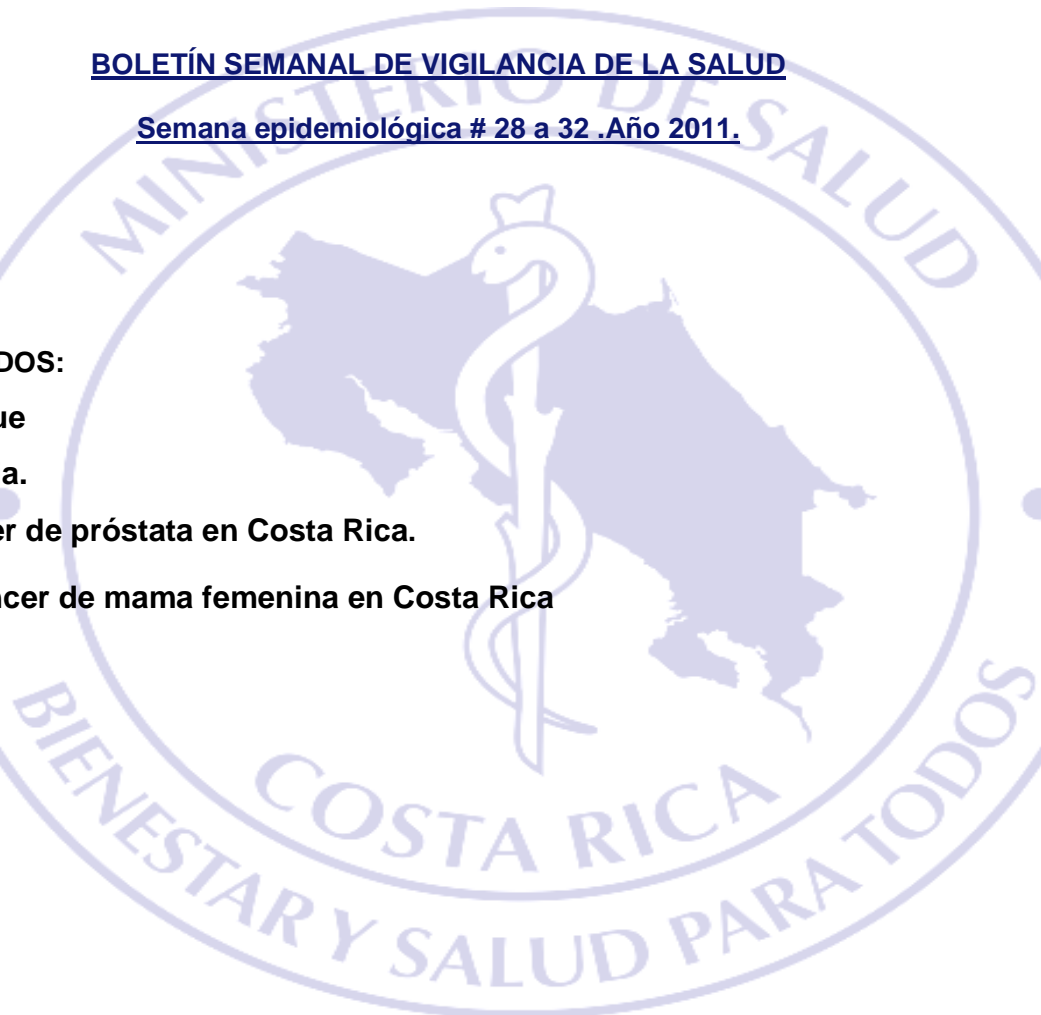 BOLETÍN SEMANAL DE VIGILANCIA DE LA SALUD
Semana epidemiológica # 28 a 32 .Año 2011.
MINISTERIO DE SALUD
DOS:
ue
a.
er de próstata en Costa Rica.
ncer de mama femenina en Costa Rica
COSTA RICA
BIENESTAR Y SALUD PARA TODOS